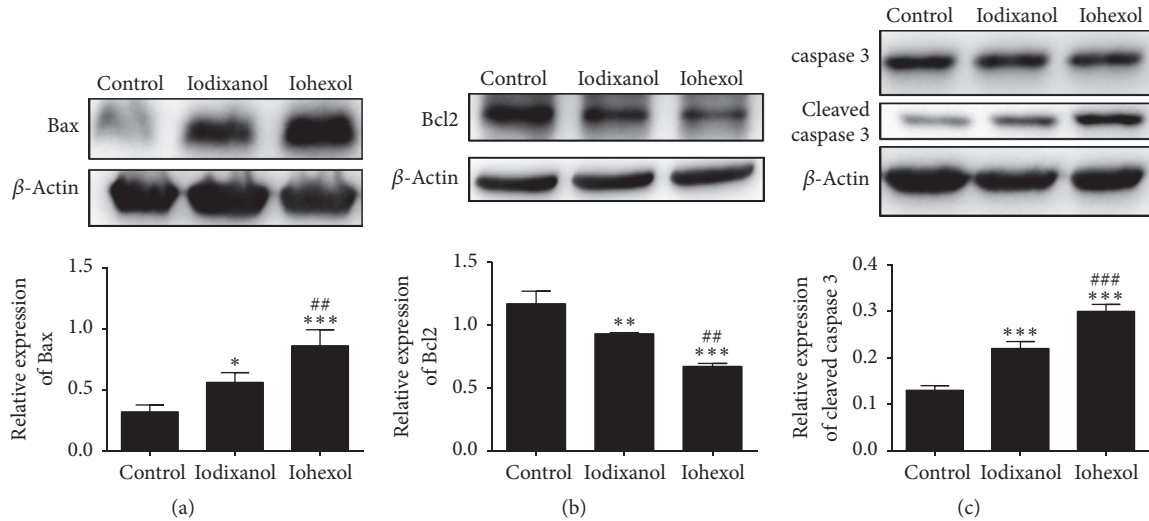 Control Iodixanol Iohexol
Bax
β-Actin
Relative expression
of Bax
1.5
1.0
0.5
0.0
##
***
*
Control Iodixanol Iohexol
(a)
Control Iodixanol Iohexol
Bcl2
β-Actin
Relative expression
of Bcl2
1.5
1.0
0.5
0.0
**
##
***
Control Iodixanol Iohexol
(b)
Control Iodixanol Iohexol
caspase 3
Cleaved
caspase 3
β-Actin
Relative expression
of cleaved caspase 3
0.4
0.3
0.2
0.1
0.0
###
***
***
Control Iodixanol Iohexol
(c)